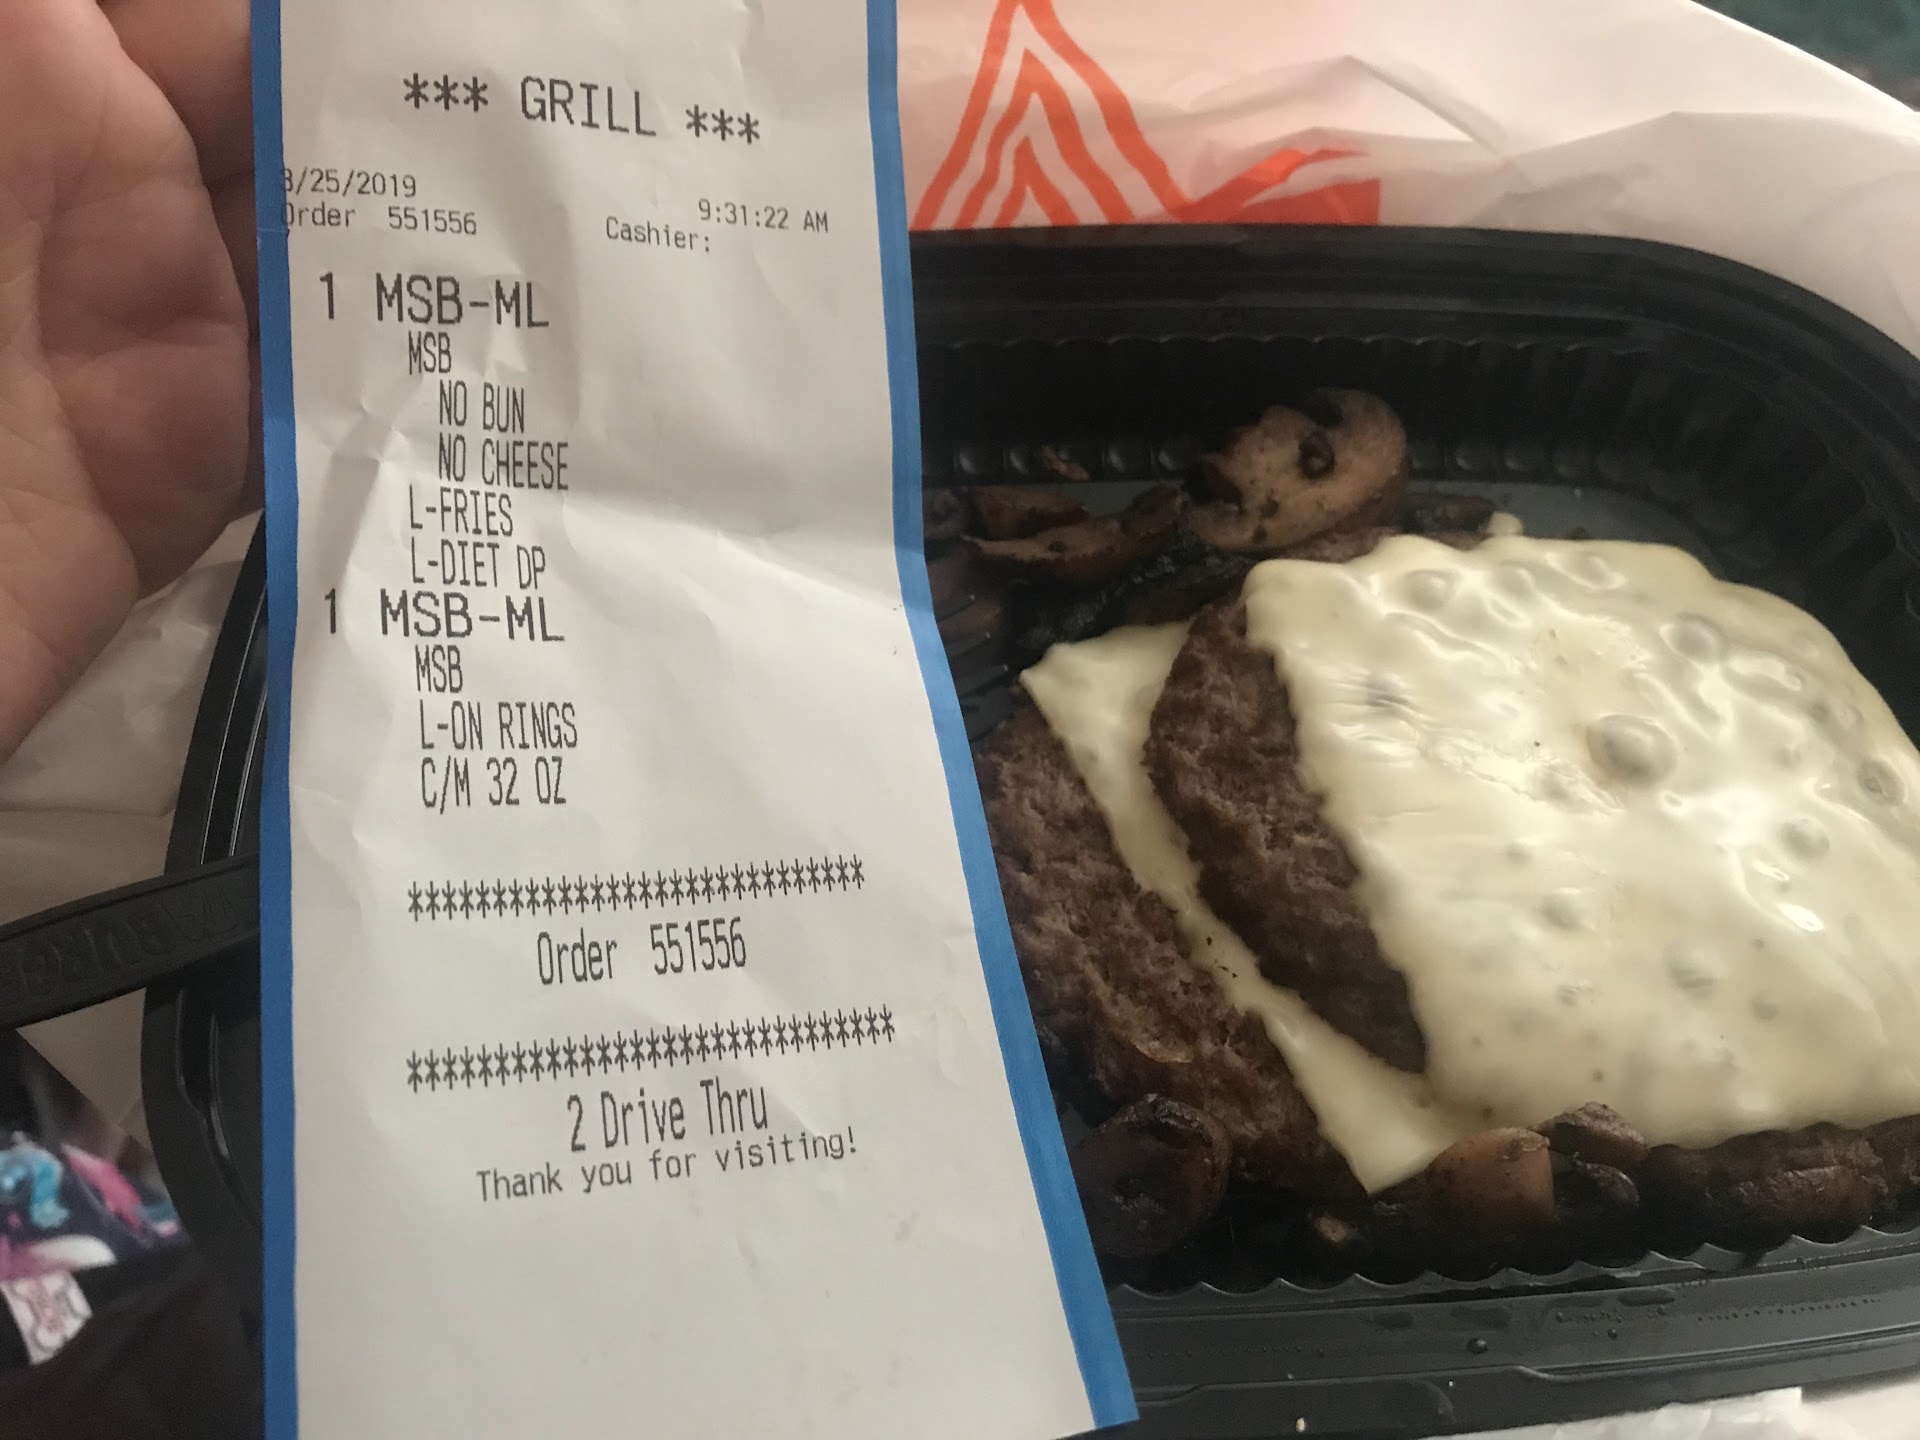 *** GRILL ***
3/25/2019
9:31:22 AM
Order 551556
Cashier:
1 MSB-ML
MSB
NO BUN
NO CHEESE
L-FRIES
L-DIET DP
1 MSB-ML
MSB
L-ON RINGS
C/M 32 OZ
***************************
Order 551556
*****************************
2 Drive Thru
Thank you for visiting!